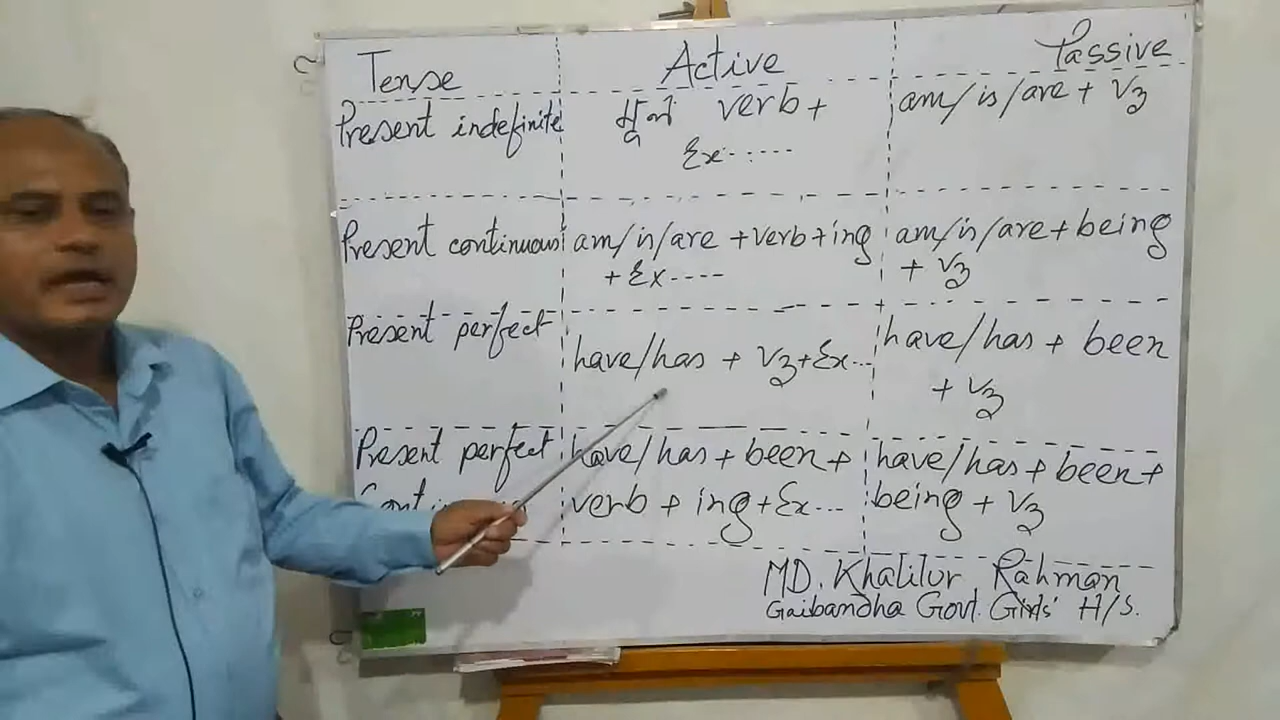 Tense Active Passive
Present indefinite মূল verb + am/is/are + V3
Ex......
Present continuous am/is/are +verb+ing am/is/are+being
+ Ex---- + V3
Present perfect have/has + V3+Ex... have/has + been
+ V3
Present perfect have/has + been + have/has + been +
verb + ing +Ex... being + V3
MD. Khalilur Rahman
Gaibandha Govt. Girls' H/S.